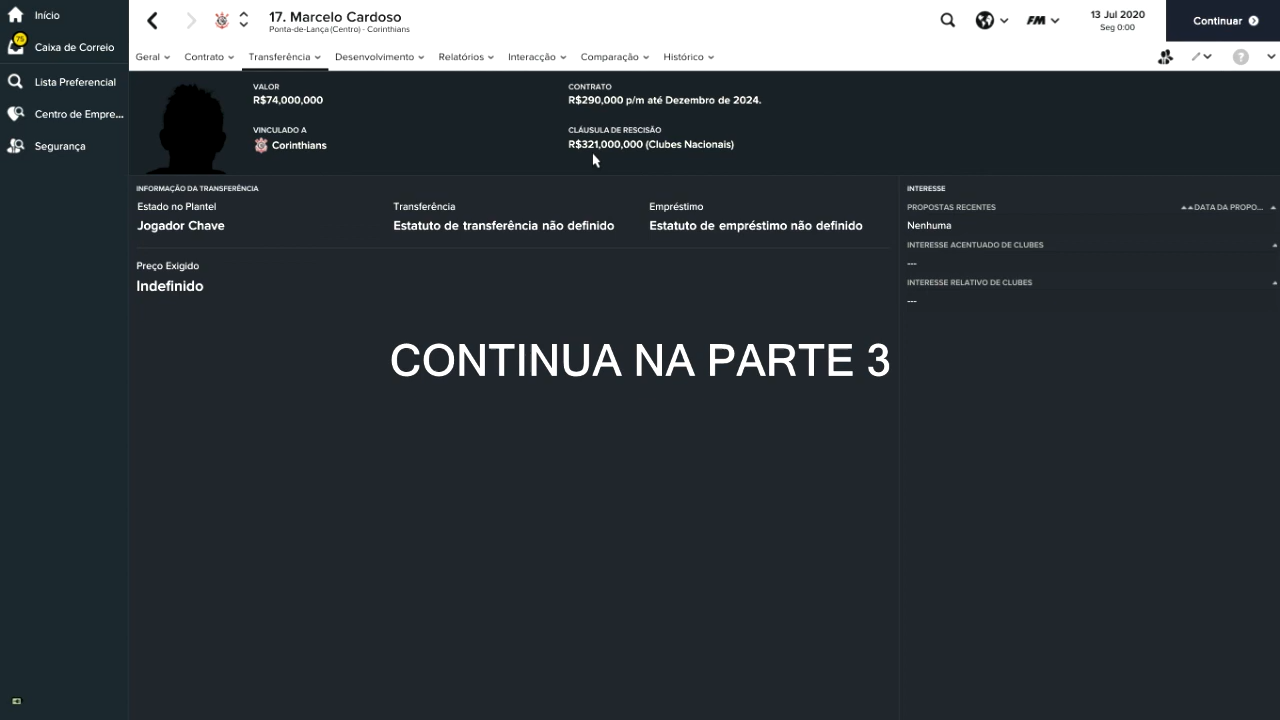 Início
75
Caixa de Correio
Lista Preferencial
Centro de Empre...
Segurança
17. Marcelo Cardoso
Ponta-de-Lança (Centro) - Corinthians
FM
13 Jul 2020
Seg 0:00
Continuar
Geral
Contrato
Transferência
Desenvolvimento
Relatórios
Interacção
Comparação
Histórico
?
VALOR
R$74,000,000
CONTRATO
R$290,000 p/m até Dezembro de 2024.
VINCULADO A
Corinthians
CLÁUSULA DE RESCISÃO
R$321,000,000 (Clubes Nacionais)
INFORMAÇÃO DA TRANSFERÊNCIA
Estado no Plantel
Jogador Chave
Transferência
Estatuto de transferência não definido
Empréstimo
Estatuto de empréstimo não definido
Preço Exigido
Indefinido
INTERESSE
PROPOSTAS RECENTES
DATA DA PROPO...
Nenhuma
INTERESSE ACENTUADO DE CLUBES
---
INTERESSE RELATIVO DE CLUBES
---
CONTINUA NA PARTE 3